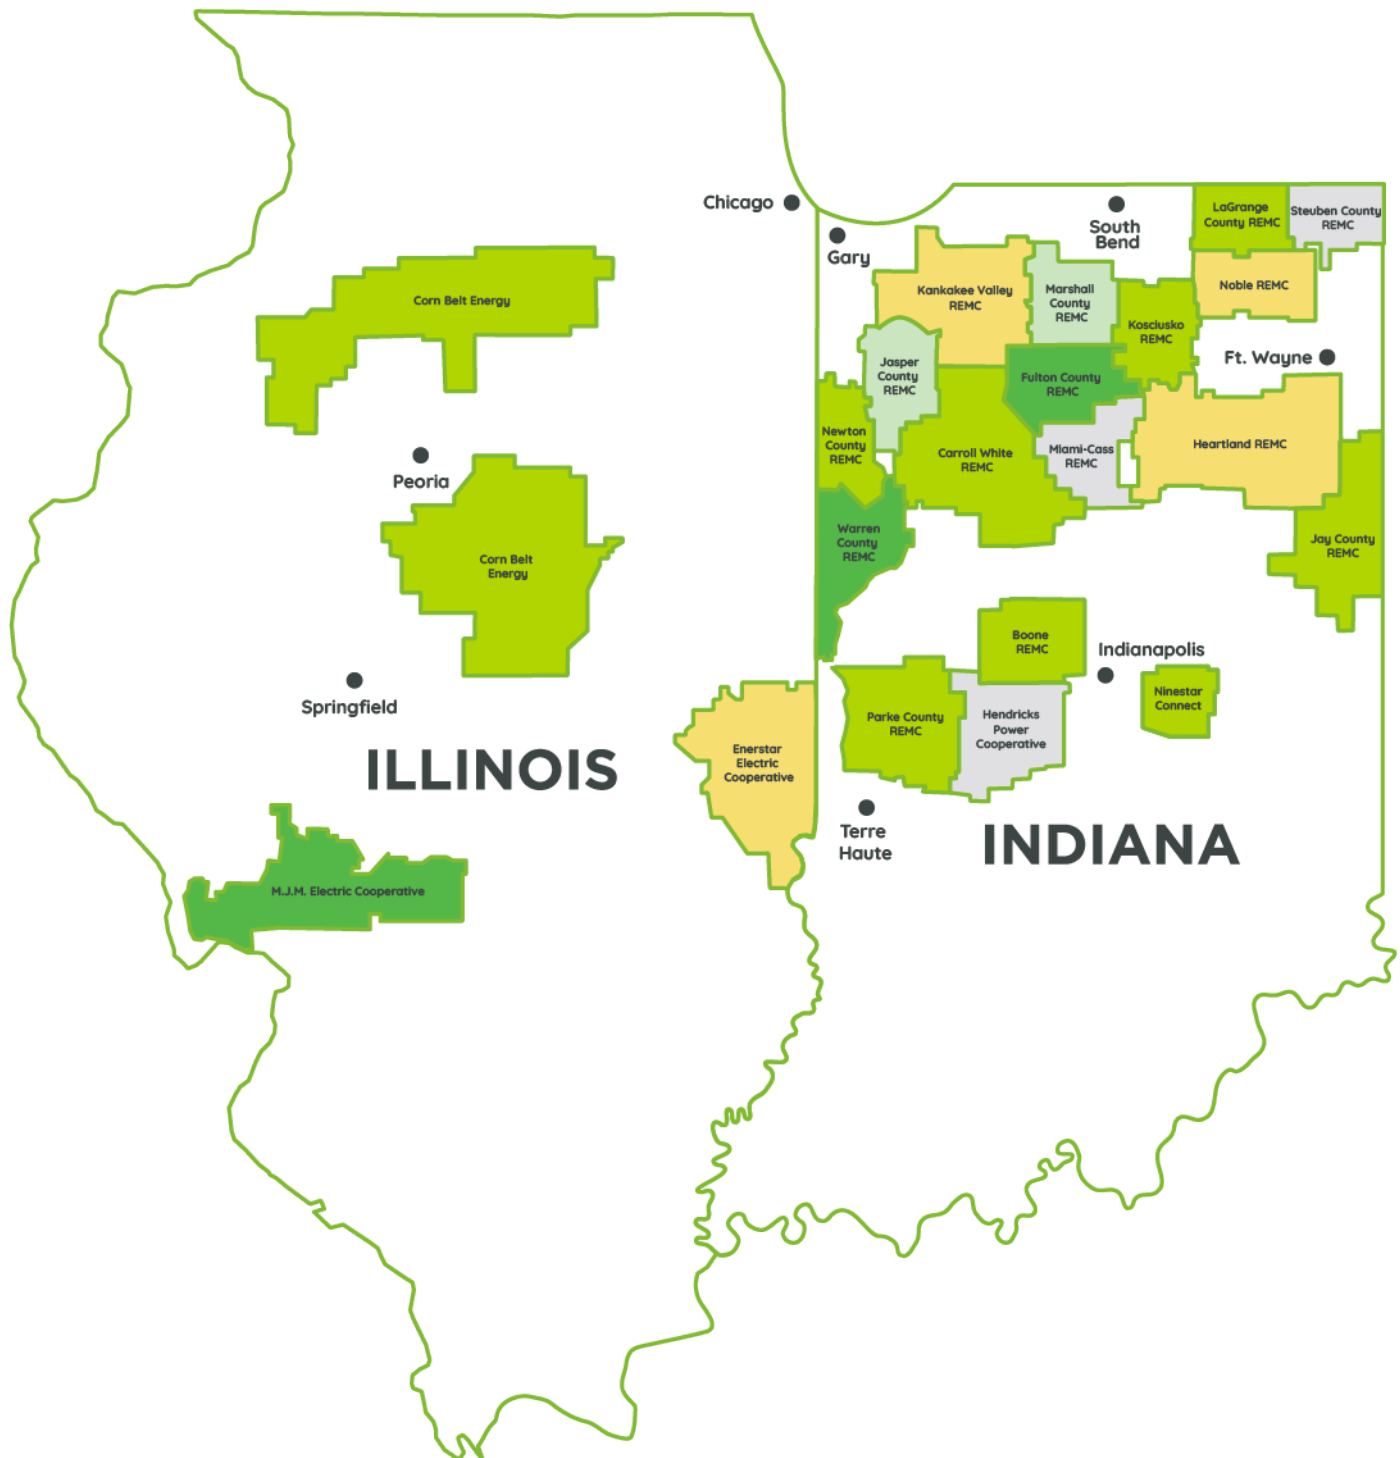 Chicago
Gary
South
Bend
LaGrange
County REMC
Steuben County
REMC
Corn Belt Energy
Kankakee Valley
REMC
Marshall
County
REMC
Noble REMC
Kosciusko
REMC
Ft. Wayne
Jasper
County
REMC
Fulton County
REMC
Newton
County
REMC
Carroll White
REMC
Miami-Cass
REMC
Heartland REMC
Peoria
Warren
County
REMC
Jay County
REMC
Corn Belt
Energy
Boone
REMC
Indianapolis
Springfield
Ninestar
Connect
Parke County
REMC
Hendricks
Power
Cooperative
ILLINOIS
Enerstar
Electric
Cooperative
Terre
Haute
INDIANA
M.J.M. Electric Cooperative